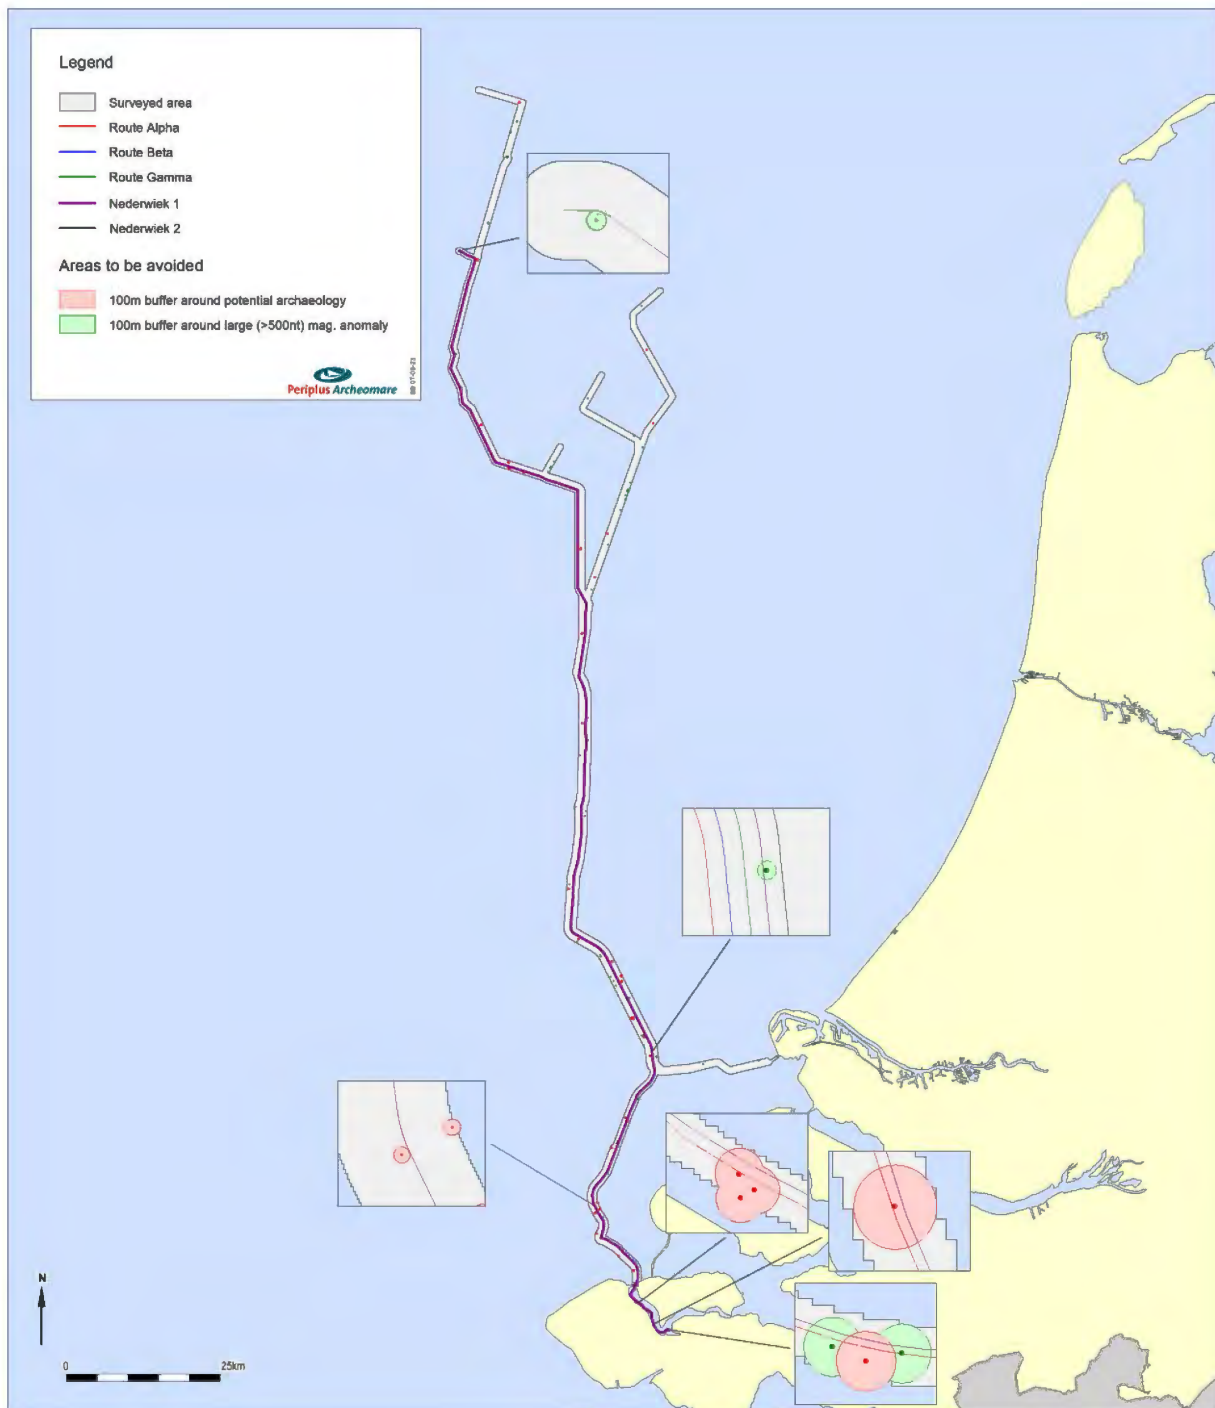 Legend
Surveyed area
Route Alpha
Route Beta
Route Gamma
Nederwiek 1
Nederwiek 2
Areas to be avoided
100m buffer around potential archaeology
100m buffer around large (>500nt) mag. anomaly
Periplus Archeomare
N
0 25km